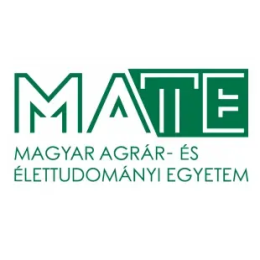 MATE
MAGYAR AGRÁR- ÉS
ÉLETTUDOMÁNYI EGYETEM